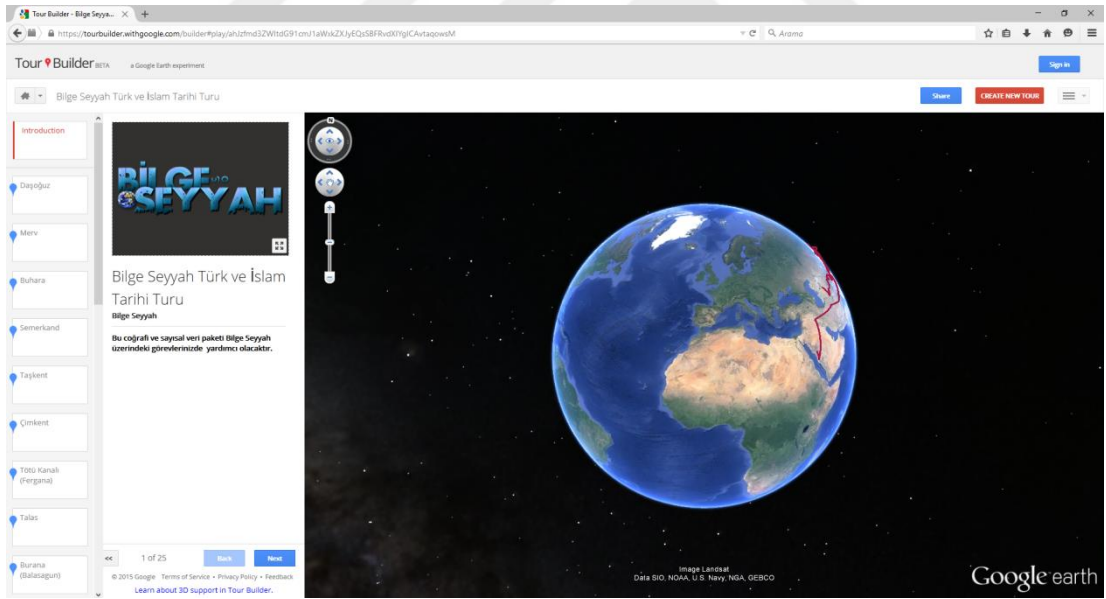 Tour Builder - Bilge Seyya...
https://tourbuilder.withgoogle.com/builder#play/
Arama
Tour Builder BETA
a Google Earth experiment
Sign in
Bilge Seyyah Türk ve İslam Tarihi Turu
Share
CREATE NEW TOUR
Introduction
Daşoğuz
Merv
Buhara
Semerkand
Taşkent
Çimkent
Tötü Kanalı
(Fergana)
Talas
Burana
(Balasagun)
BİLGE V1.0
SEYYAH
Bilge Seyyah Türk ve İslam
Tarihi Turu
Bilge Seyyah
Bu coğrafi ve sayısal veri paketi Bilge Seyyah
üzerindeki görevlerinizde yardımcı olacaktır.
<<
1 of 25
Back
Next
© 2015 Google Terms of Service • Privacy Policy • Feedback
Learn about 3D support in Tour Builder.
N
Image Landsat
Data SIO, NOAA, U.S. Navy, NGA, GEBCO
Google earth